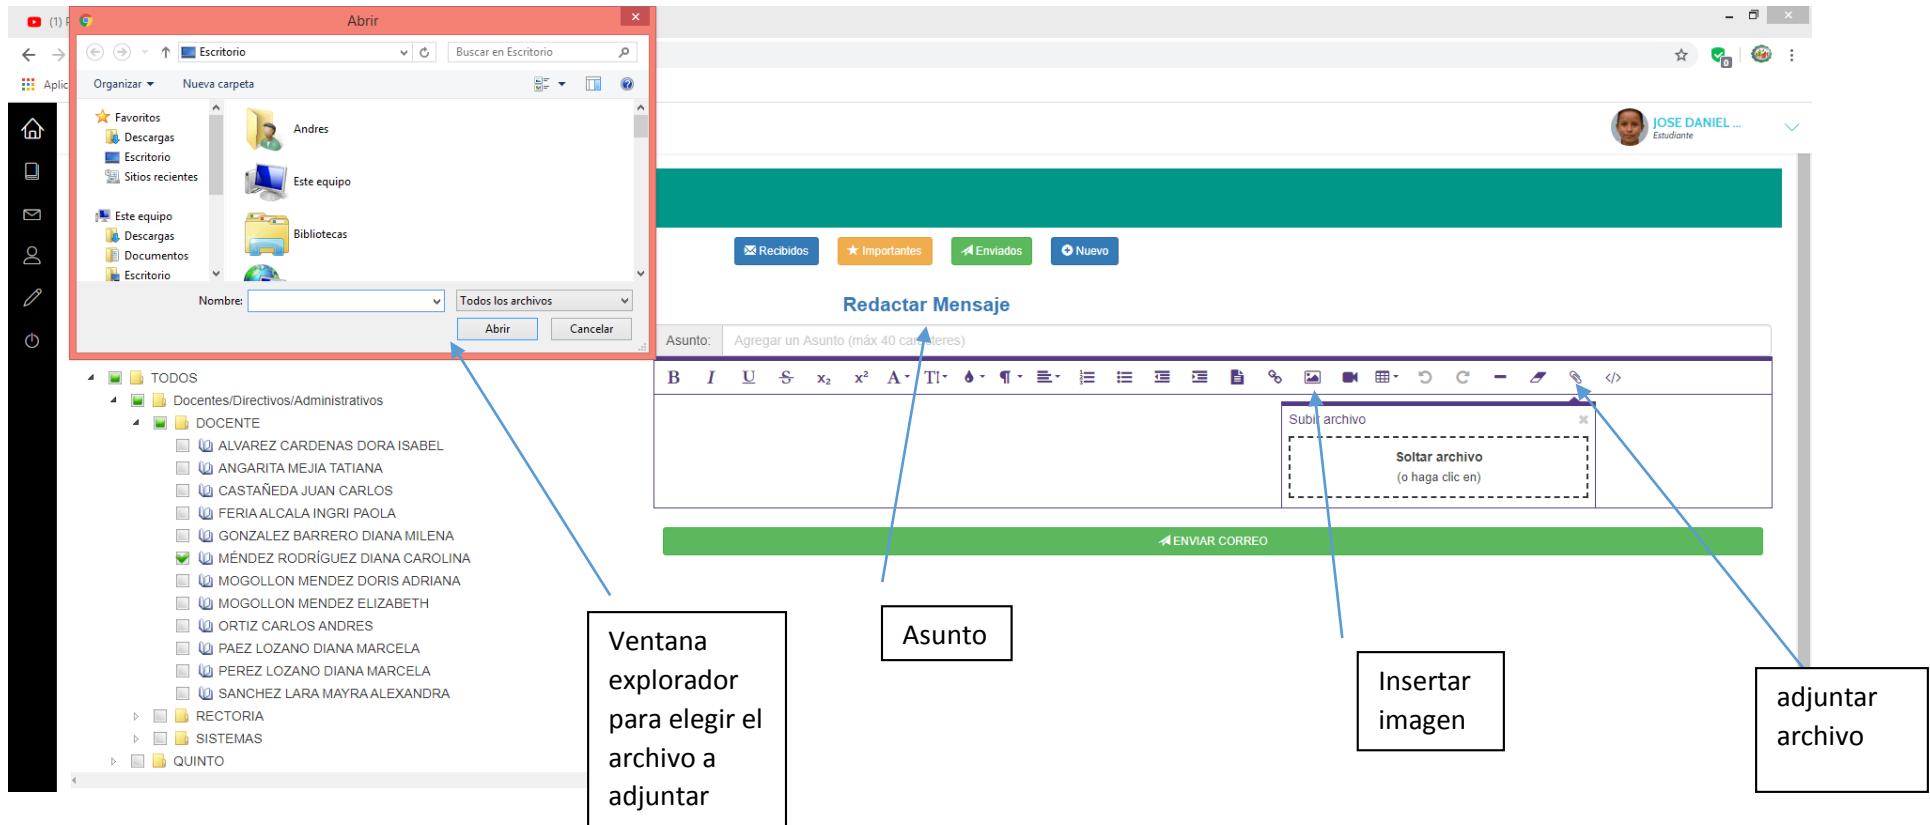 (1)
Abrir
Escritorio
Buscar en Escritorio
Aplic
Organizar
Nueva carpeta
Favoritos
Descargas
Escritorio
Sitios recientes
Este equipo
Descargas
Documentos
Escritorio
Andres
Este equipo
Bibliotecas
Nombre:
Todos los archivos
Abrir
Cancelar
0
JOSE DANIEL ...
Estudiante
Recibidos
Importantes
Enviados
Nuevo
Redactar Mensaje
Asunto:
Agregar un Asunto (máx 40 caracteres)
B I U S x₂ x² A T
Subir archivo
Soltar archivo
(o haga clic en)
ENVIAR CORREO
TODOS
Docentes/Directivos/Administrativos
DOCENTE
ALVAREZ CARDENAS DORA ISABEL
ANGARITA MEJIA TATIANA
CASTAÑEDA JUAN CARLOS
FERIA ALCALA INGRI PAOLA
GONZALEZ BARRERO DIANA MILENA
MÉNDEZ RODRÍGUEZ DIANA CAROLINA
MOGOLLON MENDEZ DORIS ADRIANA
MOGOLLON MENDEZ ELIZABETH
ORTIZ CARLOS ANDRES
PAEZ LOZANO DIANA MARCELA
PEREZ LOZANO DIANA MARCELA
SANCHEZ LARA MAYRA ALEXANDRA
RECTORIA
SISTEMAS
QUINTO
Ventana
explorador
para elegir el
archivo a
adjuntar
Asunto
Insertar
imagen
adjuntar
archivo